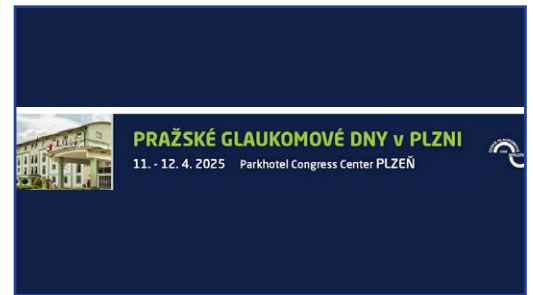 PRAŽSKÉ GLAUKOMOVÉ DNY v PLZNI
11. - 12. 4. 2025 Parkhotel Congress Center PLZEŇ